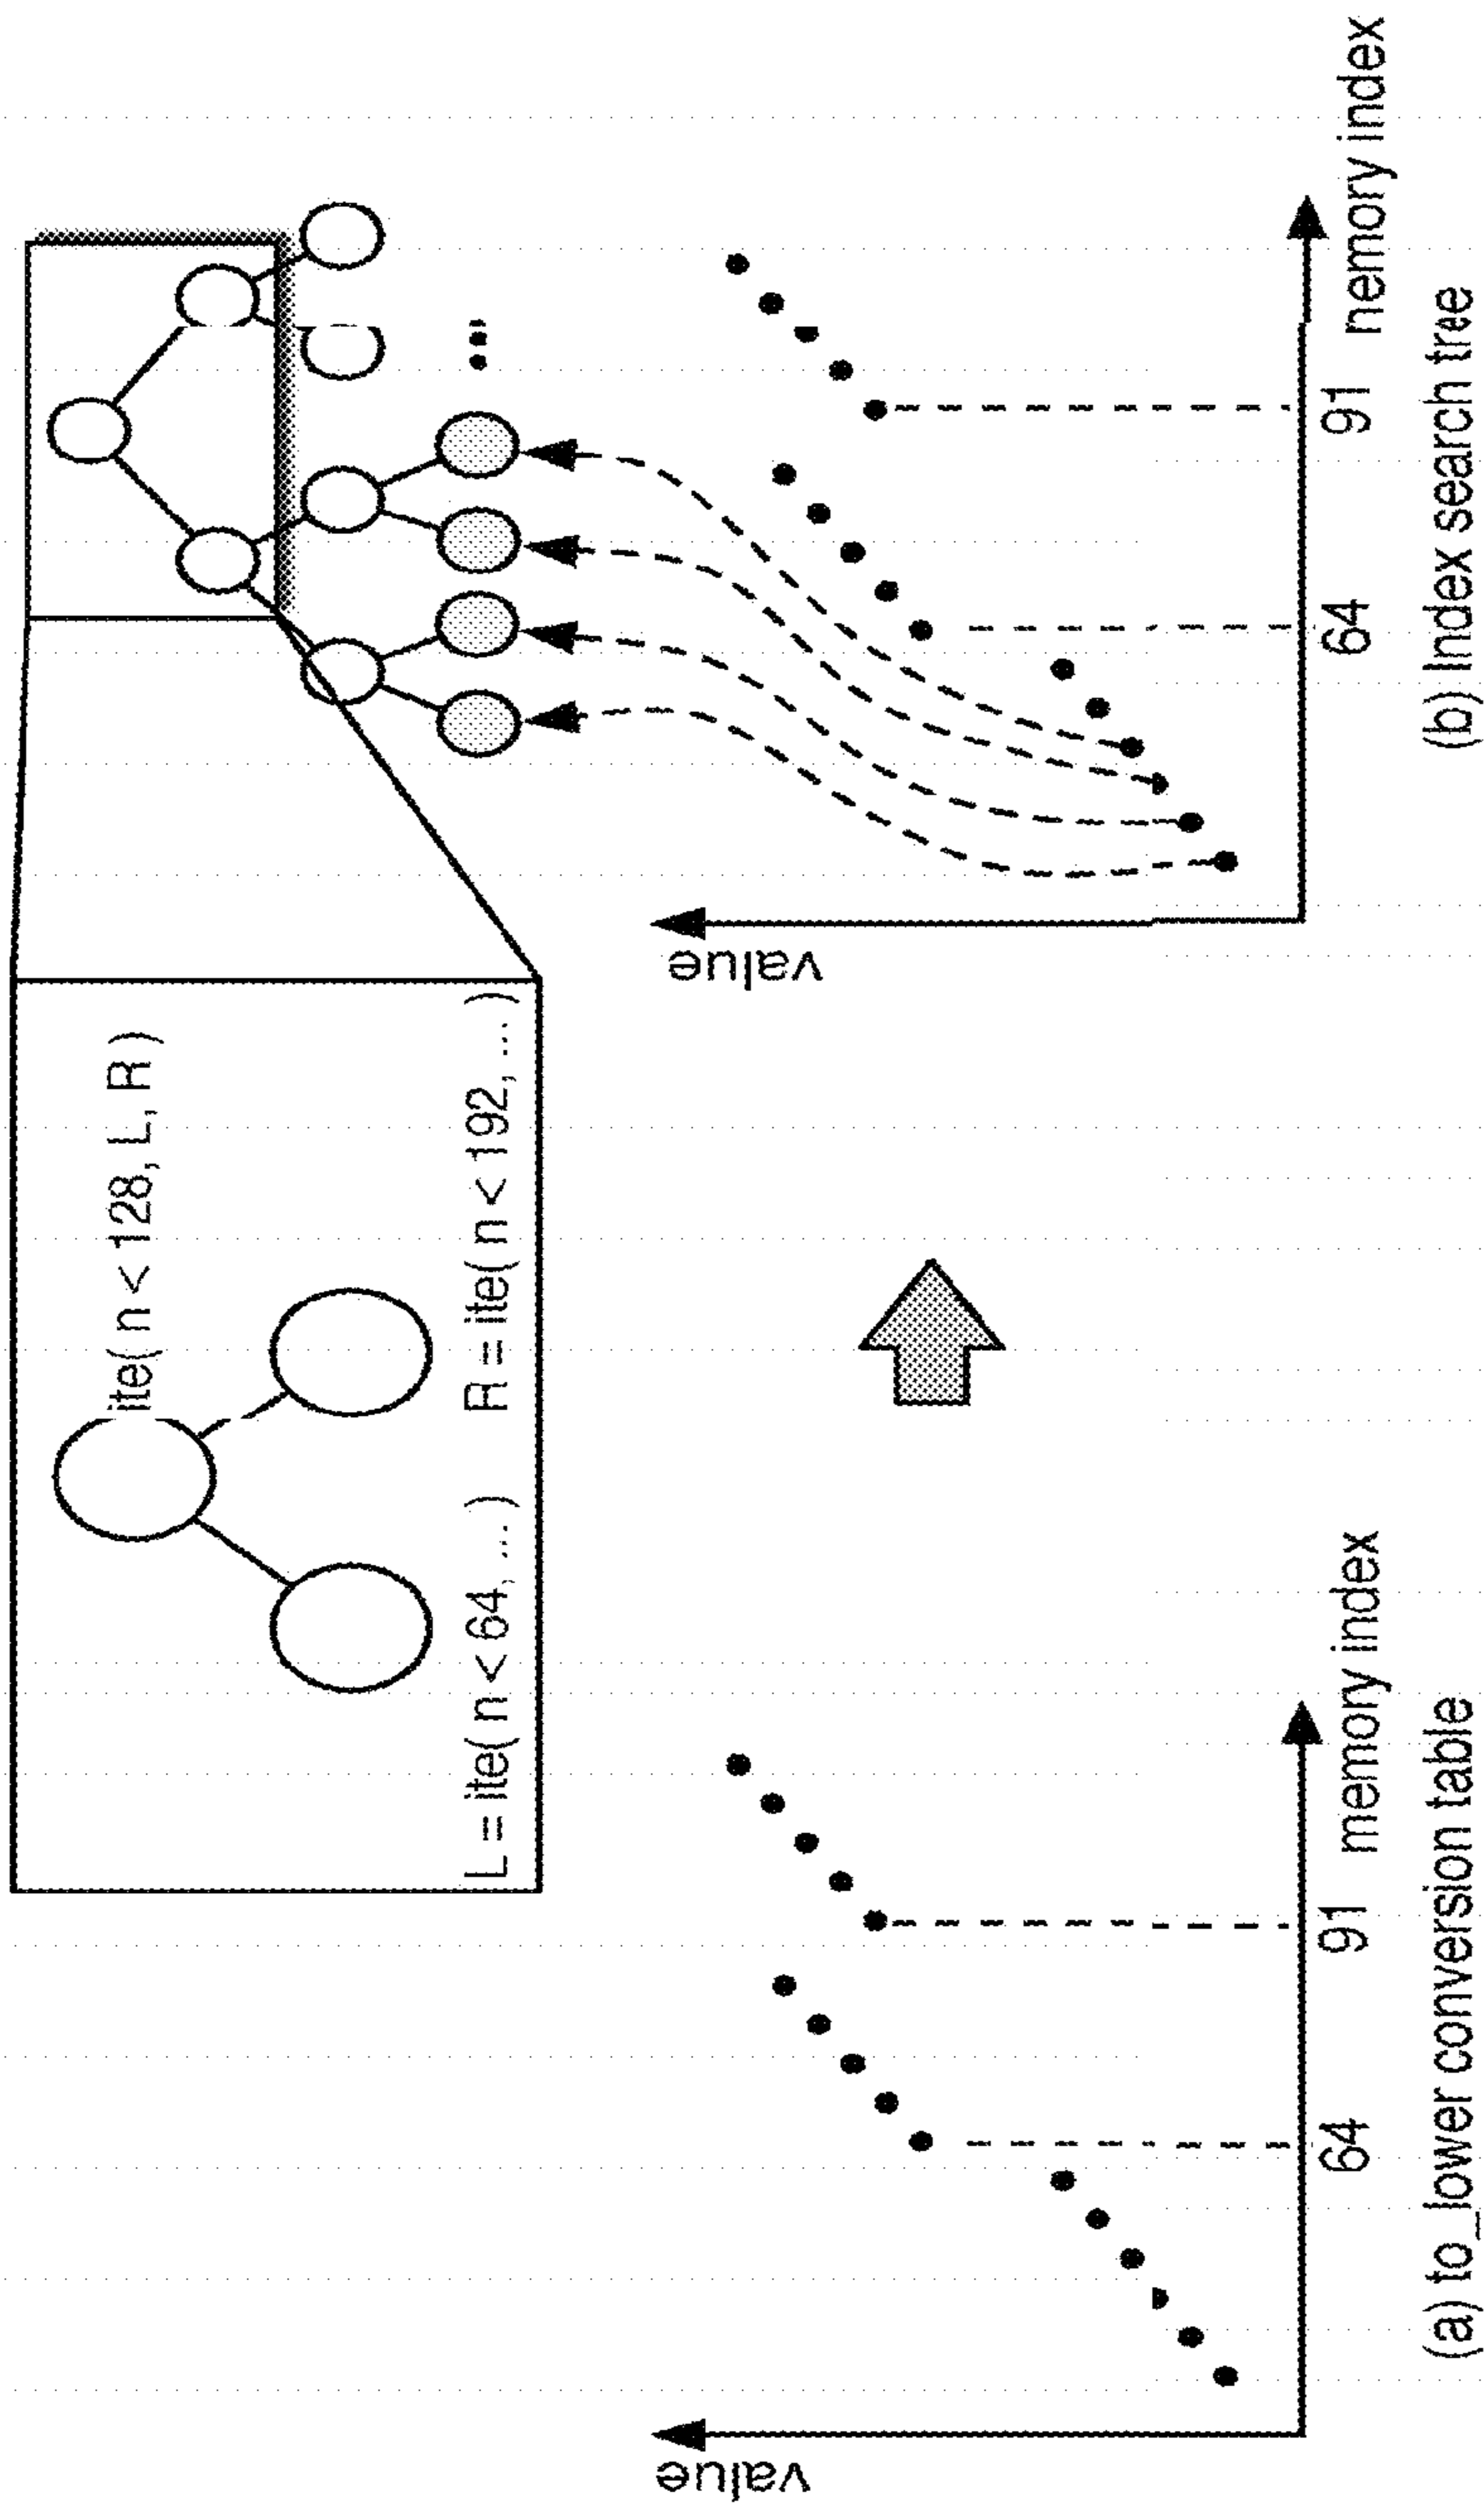 ite( n < 128, L, R )
L = ite( n < 64, ... )
R = ite( n < 192, ... )
value
64
91
memory index
(a) to_lower conversion table
value
64
91
nemory index
(b) Index search tree